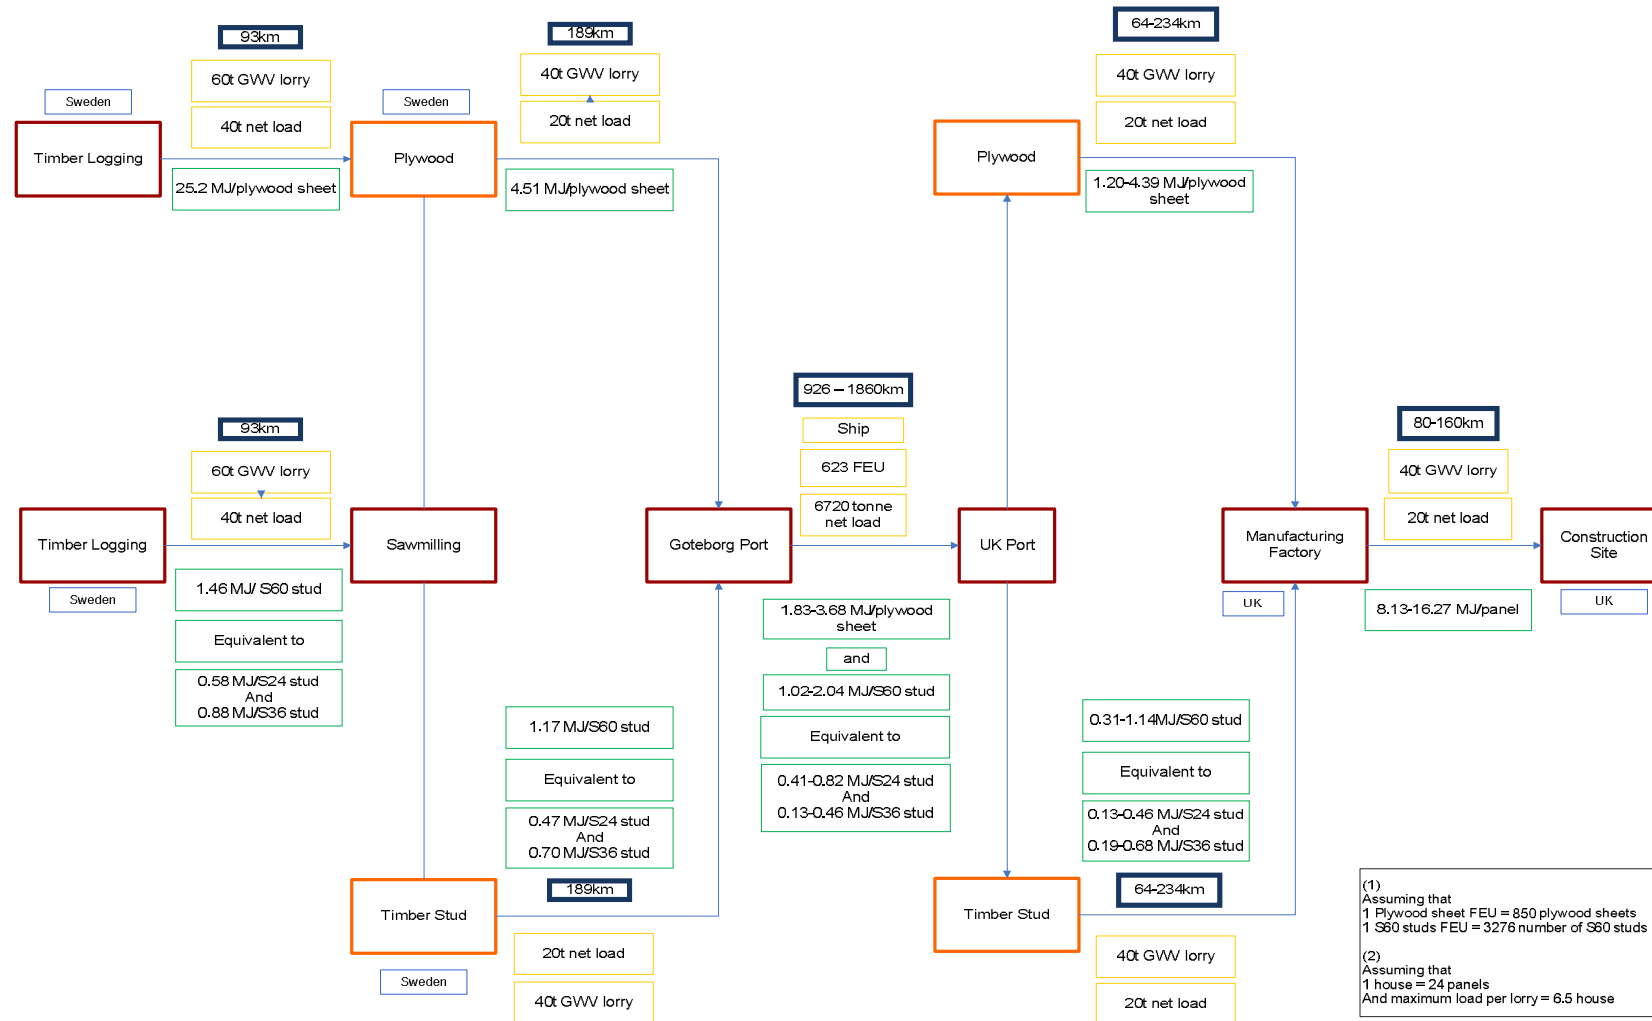 93km
60t GWV lorry
40t net load
Sweden
Timber Logging
25.2 MJ/plywood sheet
Sweden
Plywood
189km
40t GWV lorry
20t net load
4.51 MJ/plywood sheet
64-234km
40t GWV lorry
20t net load
Plywood
1.20-4.39 MJ/plywood
sheet
93km
60t GWV lorry
40t net load
Timber Logging
Sweden
1.46 MJ/ S60 stud
Equivalent to
0.58 MJ/S24 stud
And
0.88 MJ/S36 stud
Sawmilling
Goteborg Port
926 – 1860km
Ship
623 FEU
6720 tonne
net load
UK Port
1.83-3.68 MJ/plywood
sheet
and
1.02-2.04 MJ/S60 stud
Equivalent to
0.41-0.82 MJ/S24 stud
And
0.13-0.46 MJ/S36 stud
Manufacturing
Factory
UK
80-160km
40t GWV lorry
20t net load
8.13-16.27 MJ/panel
Construction
Site
UK
1.17 MJ/S60 stud
Equivalent to
0.47 MJ/S24 stud
And
0.70 MJ/S36 stud
Timber Stud
Sweden
189km
20t net load
40t GWV lorry
0.31-1.14MJ/S60 stud
Equivalent to
0.13-0.46 MJ/S24 stud
And
0.19-0.68 MJ/S36 stud
Timber Stud
64-234km
40t GWV lorry
20t net load
(1)
Assuming that
1 Plywood sheet FEU = 850 plywood sheets
1 S60 studs FEU = 3276 number of S60 studs
(2)
Assuming that
1 house = 24 panels
And maximum load per lorry = 6.5 house